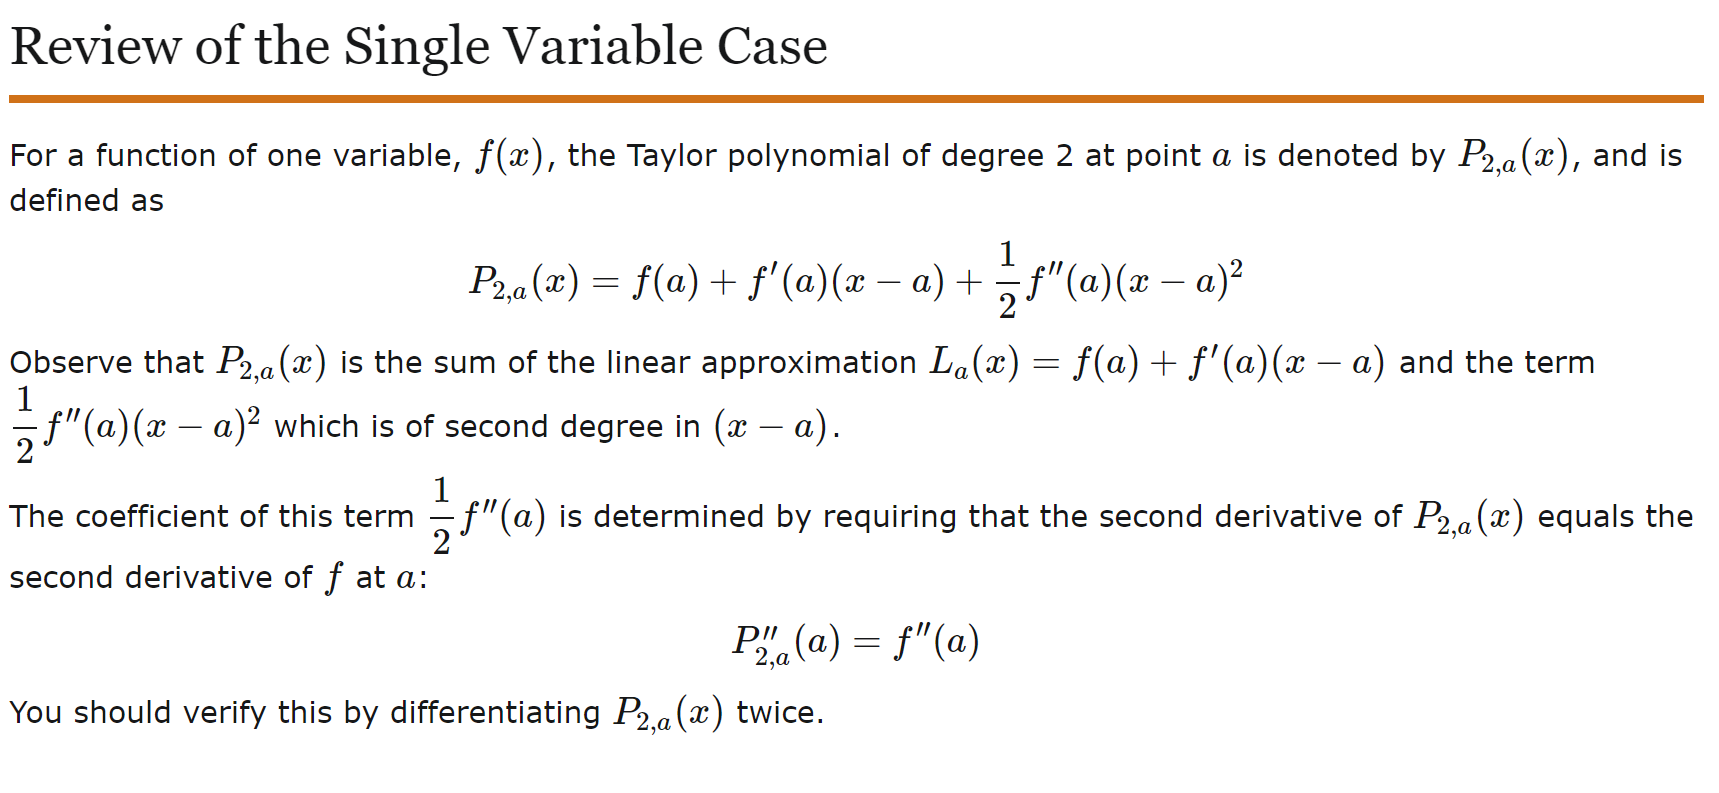 Review of the Single Variable Case
For a function of one variable, f(x), the Taylor polynomial of degree 2 at point a is denoted by P_{2,a}(x), and is
defined as
P_{2,a}(x) = f(a) + f′(a)(x − a) + \frac{1}{2} f″(a)(x − a)^2
Observe that P_{2,a}(x) is the sum of the linear approximation L_a(x) = f(a) + f′(a)(x − a) and the term
\frac{1}{2} f″(a)(x − a)^2 which is of second degree in (x − a).
The coefficient of this term \frac{1}{2} f″(a) is determined by requiring that the second derivative of P_{2,a}(x) equals the
second derivative of f at a:
P″_{2,a}(a) = f″(a)
You should verify this by differentiating P_{2,a}(x) twice.